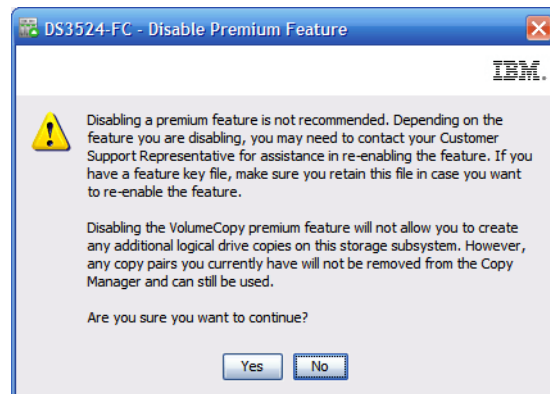 DS3524-FC - Disable Premium Feature
IBM.
Disabling a premium feature is not recommended. Depending on the
feature you are disabling, you may need to contact your Customer
Support Representative for assistance in re-enabling the feature. If you
have a feature key file, make sure you retain this file in case you want
to re-enable the feature.
Disabling the VolumeCopy premium feature will not allow you to create
any additional logical drive copies on this storage subsystem. However,
any copy pairs you currently have will not be removed from the Copy
Manager and can still be used.
Are you sure you want to continue?
Yes No